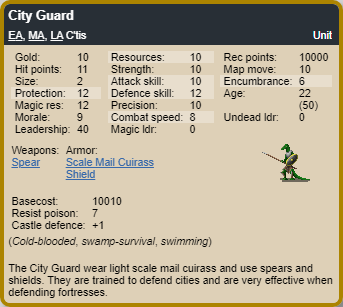 City Guard
EA, MA, LA C'tis Unit
Gold: 10 Resources: 10 Rec points: 10000
Hit points: 11 Strength: 10 Map move: 10
Size: 2 Attack skill: 10 Encumbrance: 6
Protection: 12 Defence skill: 12 Age: 22
Magic res: 12 Precision: 10 (50)
Morale: 9 Combat speed: 8 Undead ldr: 0
Leadership: 40 Magic ldr: 0
Weapons: Armor:
Spear Scale Mail Cuirass
Shield
Basecost: 10010
Resist poison: 7
Castle defence: +1
(Cold-blooded, swamp-survival, swimming)
The City Guard wear light scale mail cuirass and use spears and
shields. They are trained to defend cities and are very effective when
defending fortresses.